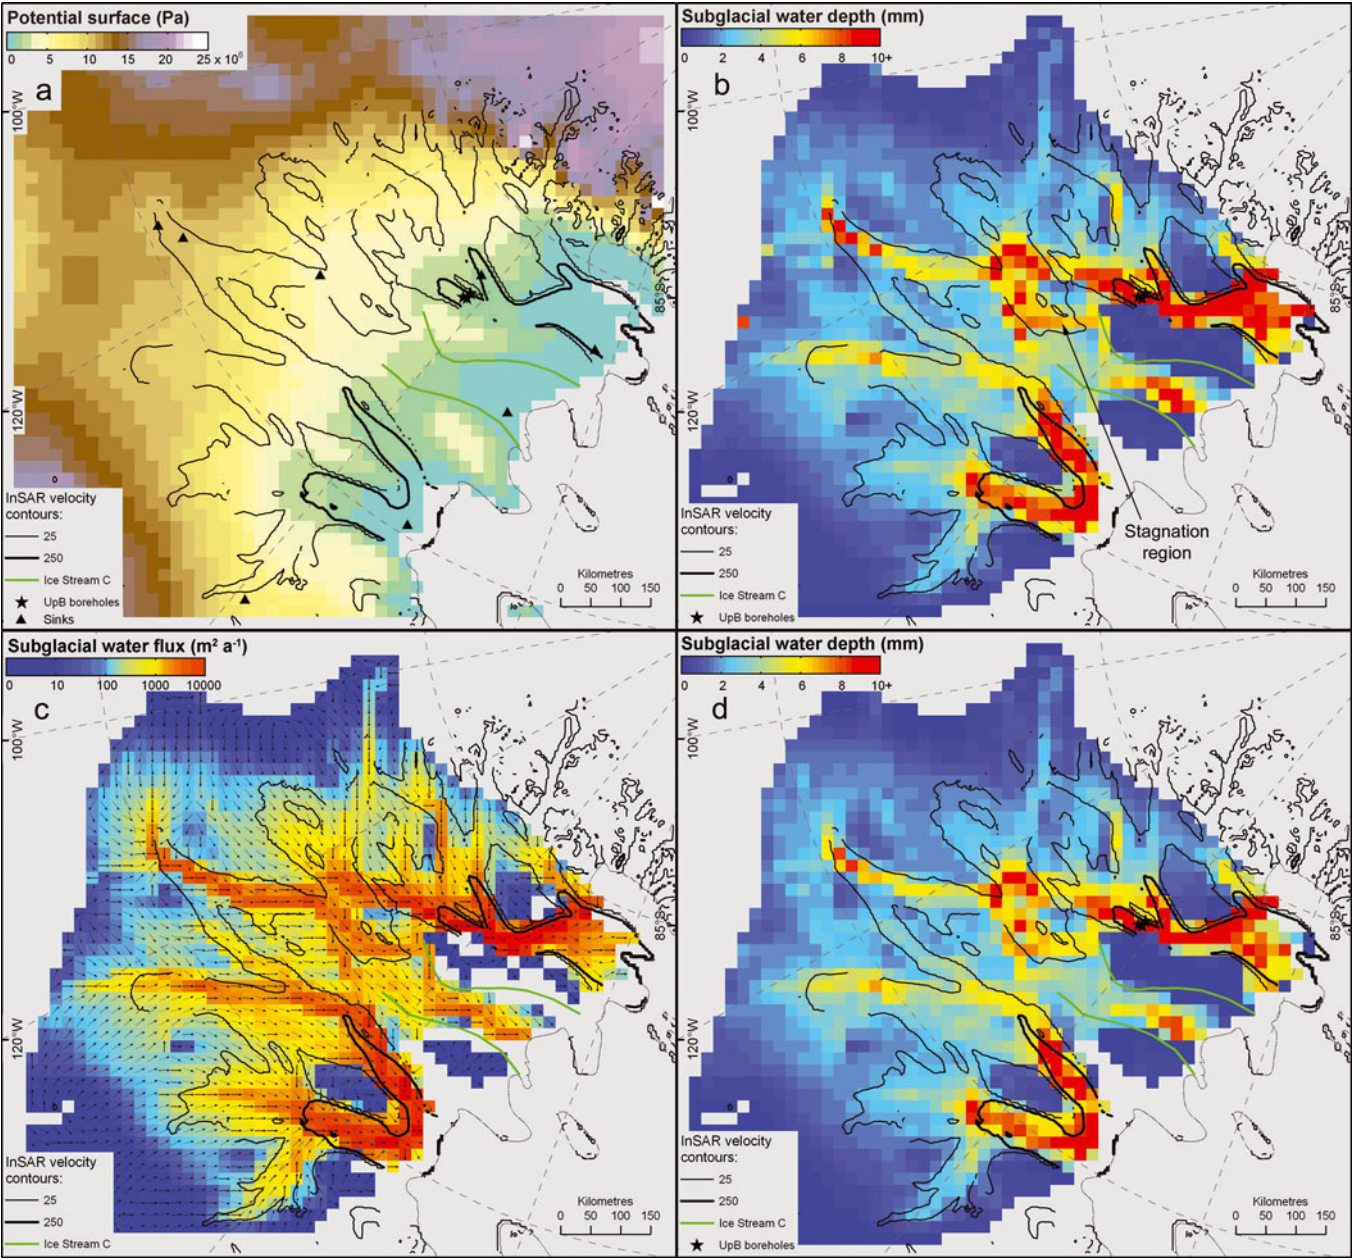 Potential surface (Pa)
0 5 10 15 20 25 x 10⁶
a
100°W
120°W
85°S
0
InSAR velocity
contours:
25
250
Ice Stream C
UpB boreholes
Sinks
Kilometres
0 50 100 150
Subglacial water depth (mm)
0 2 4 6 8 10+
b
100°W
120°W
85°S
0
InSAR velocity
contours:
25
250
Ice Stream C
UpB boreholes
Stagnation
region
Kilometres
0 50 100 150
Subglacial water flux (m² a⁻¹)
0 10 100 1000 10000
c
100°W
120°W
85°S
0
InSAR velocity
contours:
25
250
Ice Stream C
Kilometres
0 50 100 150
Subglacial water depth (mm)
0 2 4 6 8 10+
d
100°W
120°W
85°S
0
InSAR velocity
contours:
25
250
Ice Stream C
UpB boreholes
Kilometres
0 50 100 150